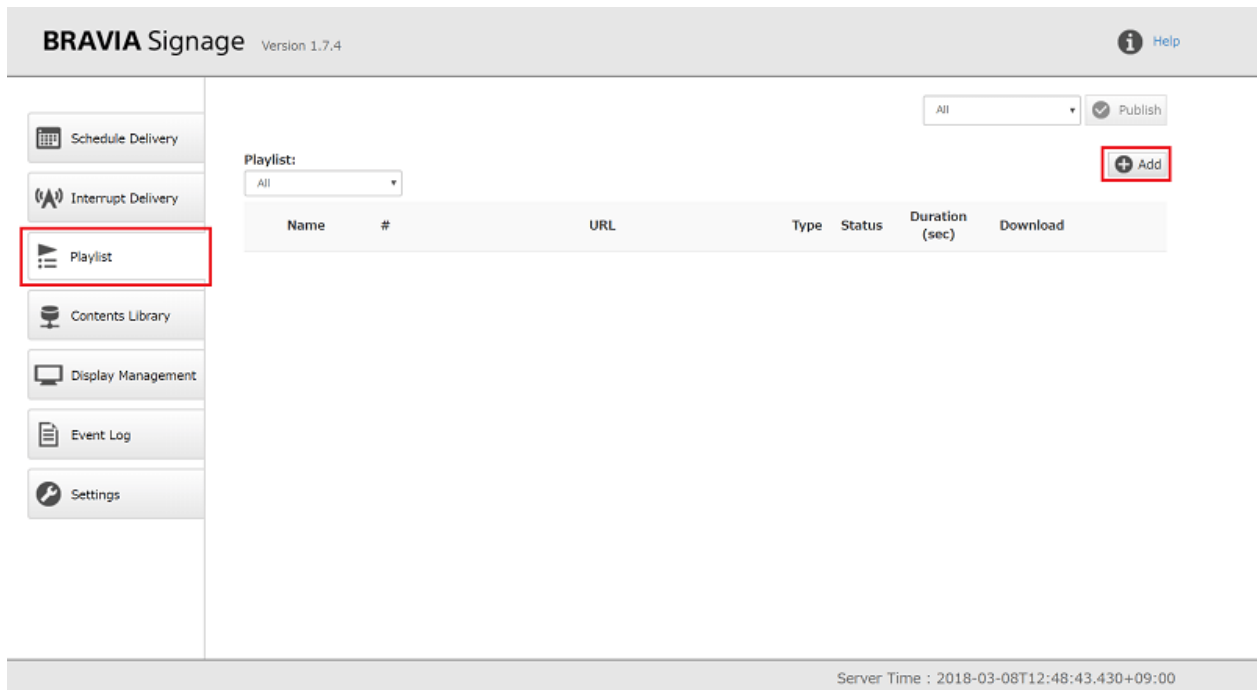 BRAVIA Signage Version 1.7.4
Help
All
Publish
Schedule Delivery
Interrupt Delivery
Playlist
Contents Library
Display Management
Event Log
Settings
Playlist:
All
Add
Name # URL Type Status Duration (sec) Download
Server Time : 2018-03-08T12:48:43.430+09:00